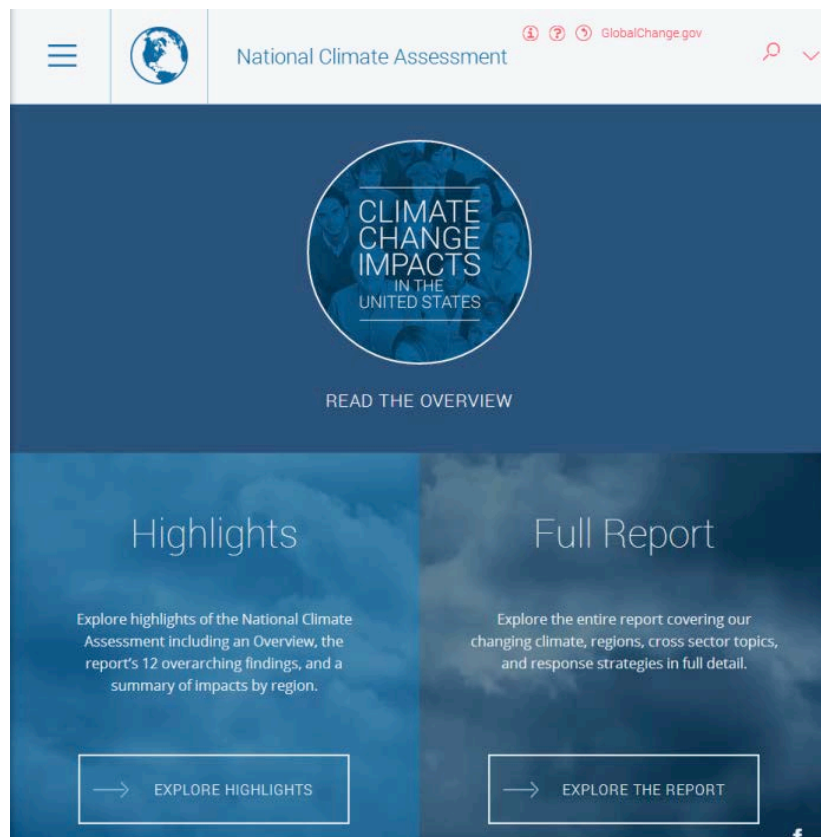 National Climate Assessment
GlobalChange.gov
CLIMATE
CHANGE
IMPACTS
IN THE
UNITED STATES
READ THE OVERVIEW
Highlights
Explore highlights of the National Climate
Assessment including an Overview, the
report's 12 overarching findings, and a
summary of impacts by region.
EXPLORE HIGHLIGHTS
Full Report
Explore the entire report covering our
changing climate, regions, cross sector topics,
and response strategies in full detail.
EXPLORE THE REPORT